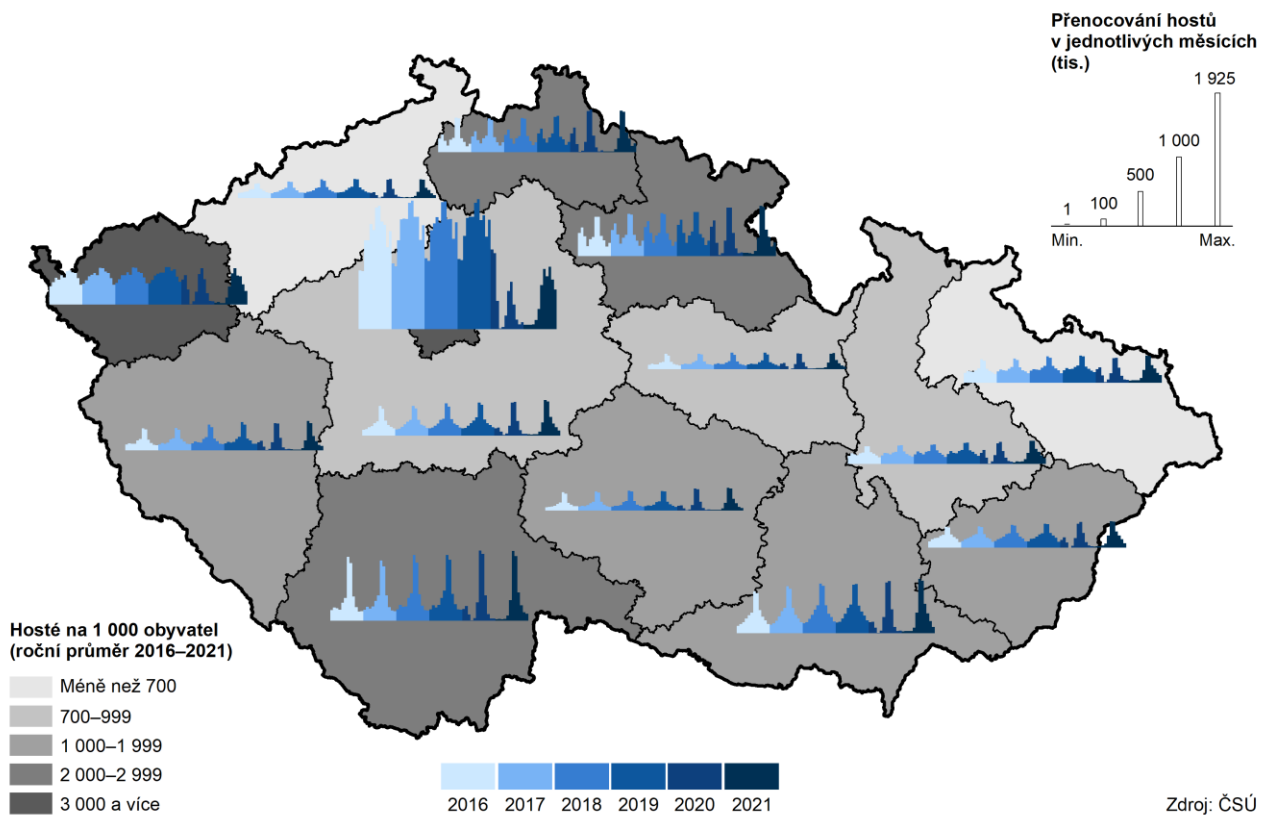 Přenocování hostů
v jednotlivých měsících
(tis.)
1 925
1 000
500
100
1
Min.
Max.
Hosté na 1 000 obyvatel
(roční průměr 2016–2021)
Méně než 700
700–999
1 000–1 999
2 000–2 999
3 000 a více
2016 2017 2018 2019 2020 2021
Zdroj: ČSÚ